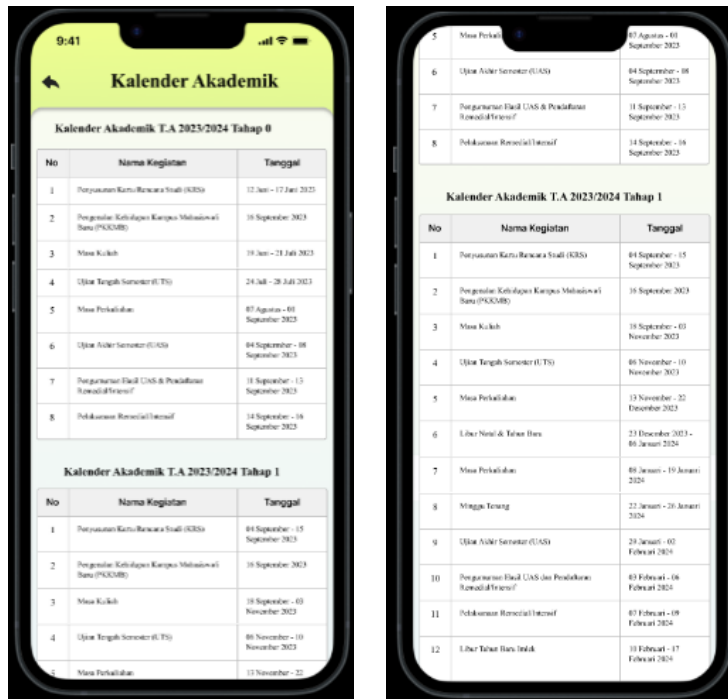 9:41
Kalender Akademik
Kalender Akademik T.A 2023/2024 Tahap 0
No Nama Kegiatan Tanggal
1 Penyusunan Kartu Rencana Studi (KRS) 12 Juni - 17 Juni 2023
2 Pengenalan Kehidupan Kampus Mahasiswa/i 16 September 2023
Baru (PKKMB)
3 Masa Kuliah 19 Juni - 21 Juli 2023
4 Ujian Tengah Semester (UTS) 24 Juli - 28 Juli 2023
5 Masa Perkuliahan 07 Agustus - 01
September 2023
6 Ujian Akhir Semester (UAS) 04 September - 08
September 2023
7 Pengumuman Hasil UAS & Pendaftaran 11 September - 13
Remedial/Intensif September 2023
8 Pelaksanaan Remedial/Intensif 14 September - 16
September 2023
Kalender Akademik T.A 2023/2024 Tahap 1
No Nama Kegiatan Tanggal
1 Penyusunan Kartu Rencana Studi (KRS) 04 September - 15
September 2023
2 Pengenalan Kehidupan Kampus Mahasiswa/i 16 September 2023
Baru (PKKMB)
3 Masa Kuliah 18 September - 03
November 2023
4 Ujian Tengah Semester (UTS) 06 November - 10
November 2023
5 Masa Perkuliahan 13 November - 22
5 Masa 07 Agustus - 01
September 2023
6 Ujian Akhir Semester (UAS) 04 September - 08
September 2023
7 Pengumuman Hasil UAS & Pendaftaran 11 September - 13
Remedial/Intensif September 2023
8 Pelaksanaan Remedial/Intensif 14 September - 16
September 2023
Kalender Akademik T.A 2023/2024 Tahap 1
No Nama Kegiatan Tanggal
1 Penyusunan Kartu Rencana Studi (KRS) 04 September - 15
September 2023
2 Pengenalan Kehidupan Kampus Mahasiswa/i 16 September 2023
Baru (PKKMB)
3 Masa Kuliah 18 September - 03
November 2023
4 Ujian Tengah Semester (UTS) 06 November - 10
November 2023
5 Masa Perkuliahan 13 November - 22
Desember 2023
6 Libur Natal & Tahun Baru 23 Desember 2023 -
06 Januari 2024
7 Masa Perkuliahan 08 Januari - 19 Januari
2024
8 Minggu Tenang 22 Januari - 26 Januari
2024
9 Ujian Akhir Semester (UAS) 29 Januari - 02
Februari 2024
10 Pengumuman Hasil UAS dan Pendaftaran 03 Februari - 06
Remedial/Intensif Februari 2024
11 Pelaksanaan Remedial/Intensif 07 Februari - 09
Februari 2024
12 Libur Tahun Baru Imlek 10 Februari - 17
Februari 2024